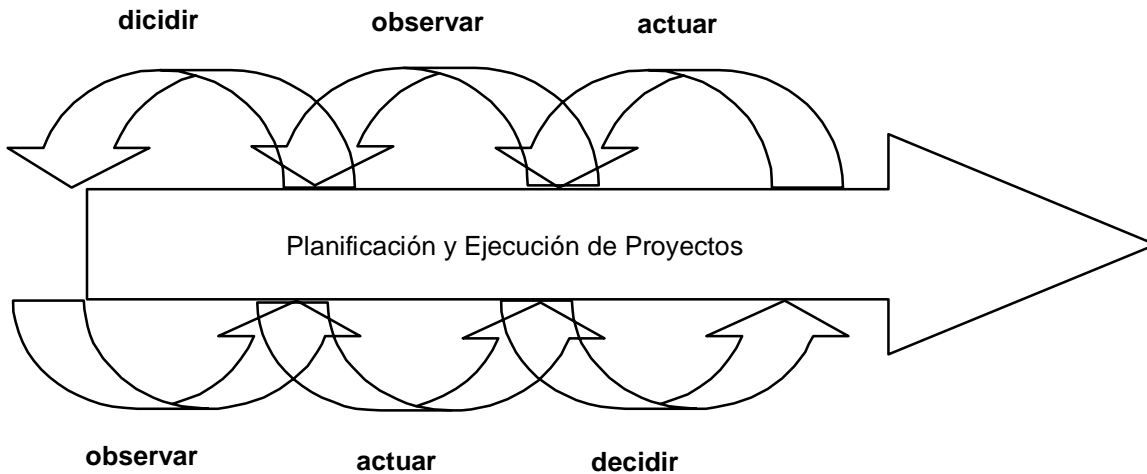 dicidir observar actuar
Planificación y Ejecución de Proyectos
observar actuar decidir